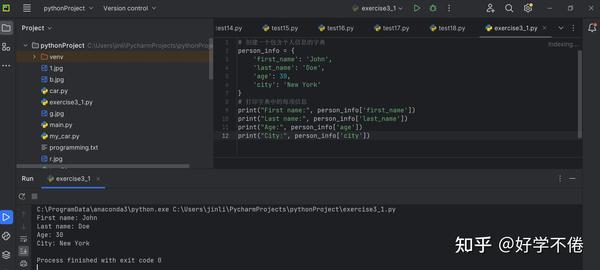 pythonProject
Version control
exercise3_1
Project
test14.py
test15.py
test16.py
test17.py
test18.py
exercise3_1.py
pythonProject C:\Users\jinli\PycharmProjects\pythonProject
venv
1.jpg
b.jpg
car.py
exercise3_1.py
g.jpg
main.py
my_car.py
programming.txt
r.jpg
Indexing...
1 # 创建一个包含个人信息的字典
2 person_info = {
3 'first_name': 'John',
4 'last_name': 'Doe',
5 'age': 30,
6 'city': 'New York'
7 }
8 # 打印字典中的每项信息
9 print("First name:", person_info['first_name'])
10 print("Last name:", person_info['last_name'])
11 print("Age:", person_info['age'])
12 print("City:", person_info['city'])
Run
exercise3_1
C:\ProgramData\anaconda3\python.exe C:\Users\jinli\PycharmProjects\pythonProject\exercise3_1.py
First name: John
Last name: Doe
Age: 30
City: New York
Process finished with exit code 0
知乎 @好学不倦